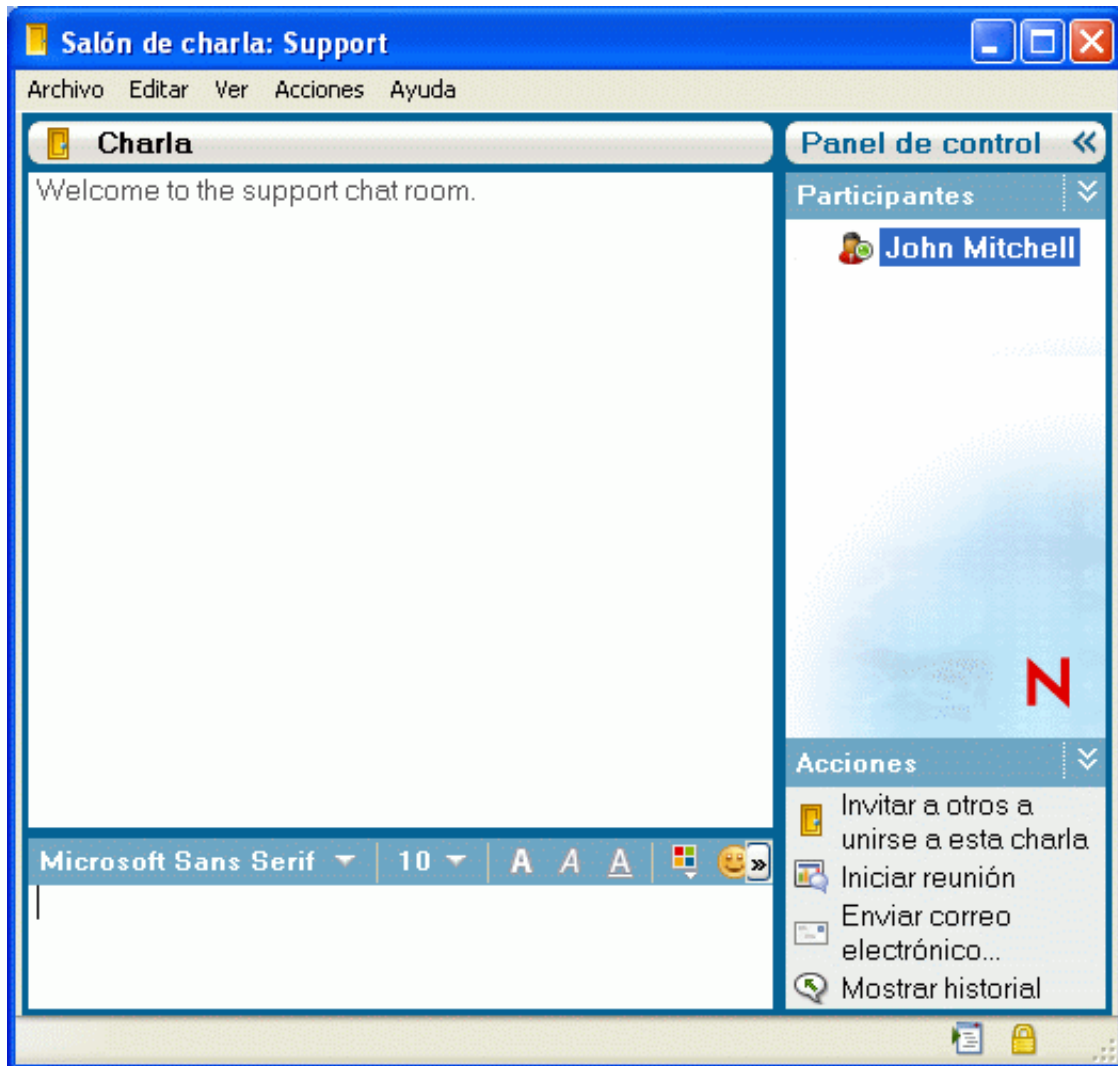 Salón de charla: Support
Archivo Editar Ver Acciones Ayuda
Charla
Welcome to the support chat room.
Microsoft Sans Serif 10 A A A
Panel de control
Participantes
John Mitchell
N
Acciones
Invitar a otros a
unirse a esta charla
Iniciar reunión
Enviar correo
electrónico...
Mostrar historial